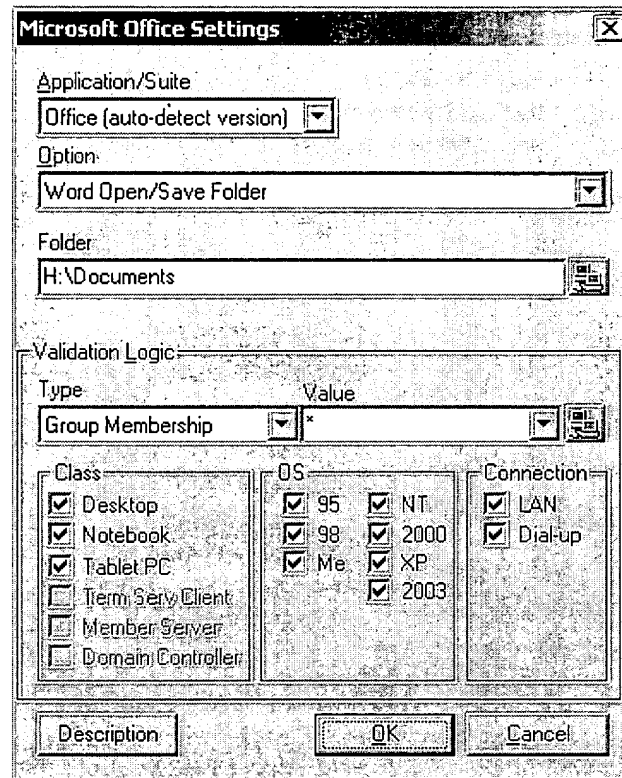 Microsoft Office Settings
Application/Suite
Office (auto-detect version)
Option
Word Open/Save Folder
Folder
H:\Documents
Validation Logic
Type Value
Group Membership *
Class OS Connection
Desktop 95 NT LAN
Notebook 98 2000 Dial-up
Tablet PC Me XP
Term Serv Client 2003
Member Server
Domain Controller
Description OK Cancel